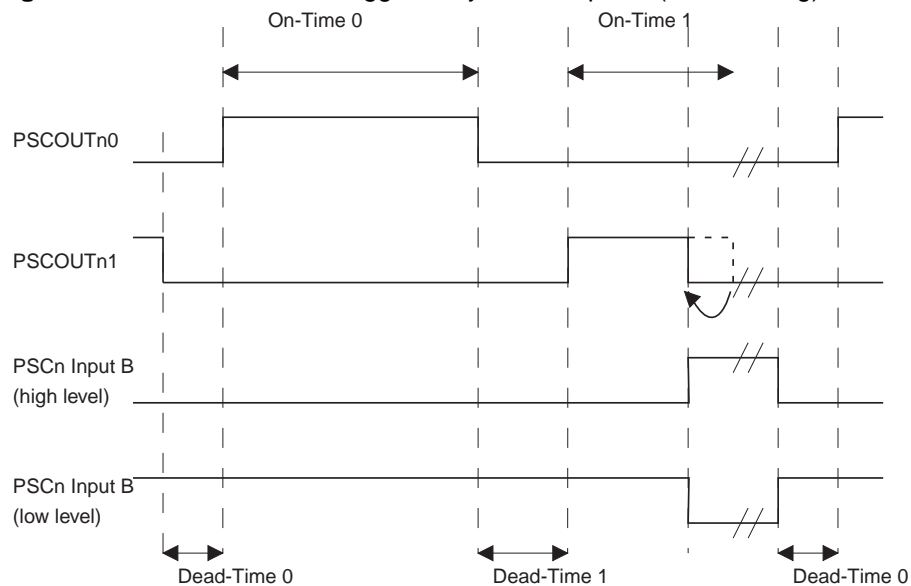 On-Time 0
On-Time 1
PSCOUTn0
PSCOUTn1
PSCn Input B
(high level)
PSCn Input B
(low level)
Dead-Time 0
Dead-Time 1
Dead-Time 0